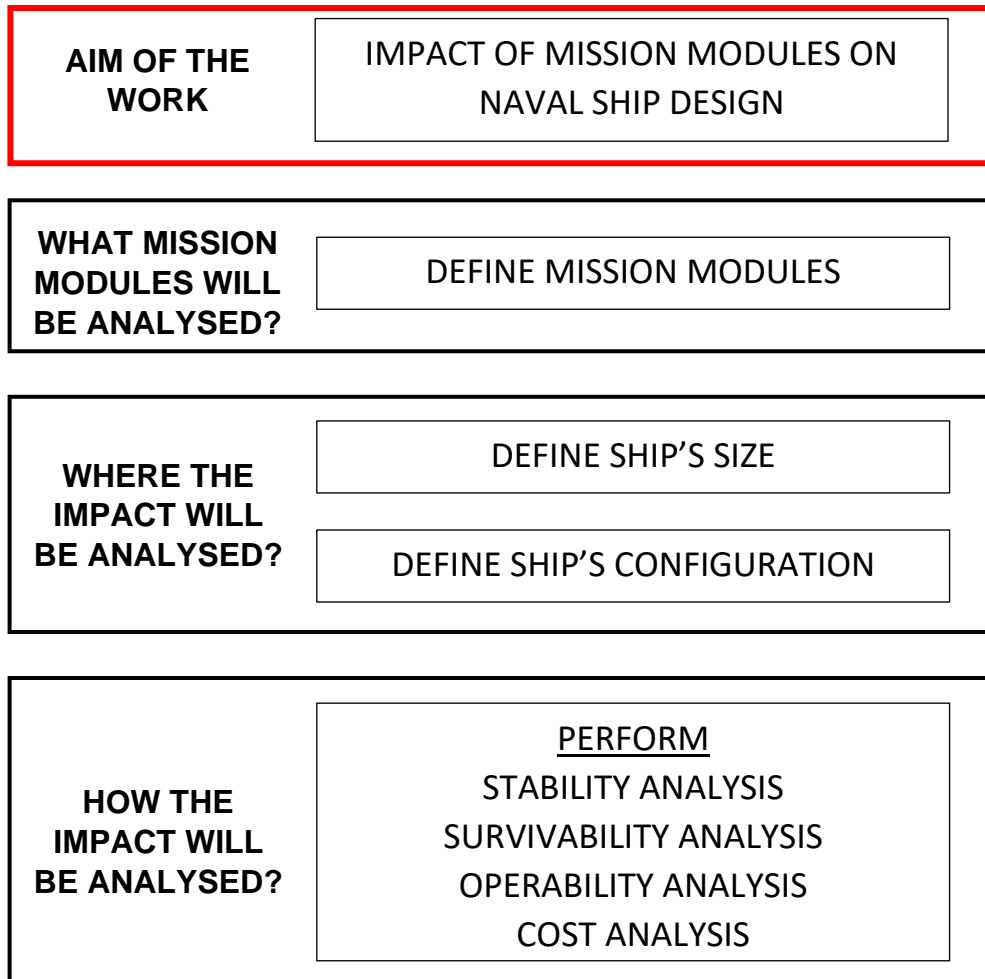 AIM OF THE
WORK
IMPACT OF MISSION MODULES ON
NAVAL SHIP DESIGN
WHAT MISSION
MODULES WILL
BE ANALYSED?
DEFINE MISSION MODULES
WHERE THE
IMPACT WILL
BE ANALYSED?
DEFINE SHIP’S SIZE
DEFINE SHIP’S CONFIGURATION
HOW THE
IMPACT WILL
BE ANALYSED?
PERFORM
STABILITY ANALYSIS
SURVIVABILITY ANALYSIS
OPERABILITY ANALYSIS
COST ANALYSIS